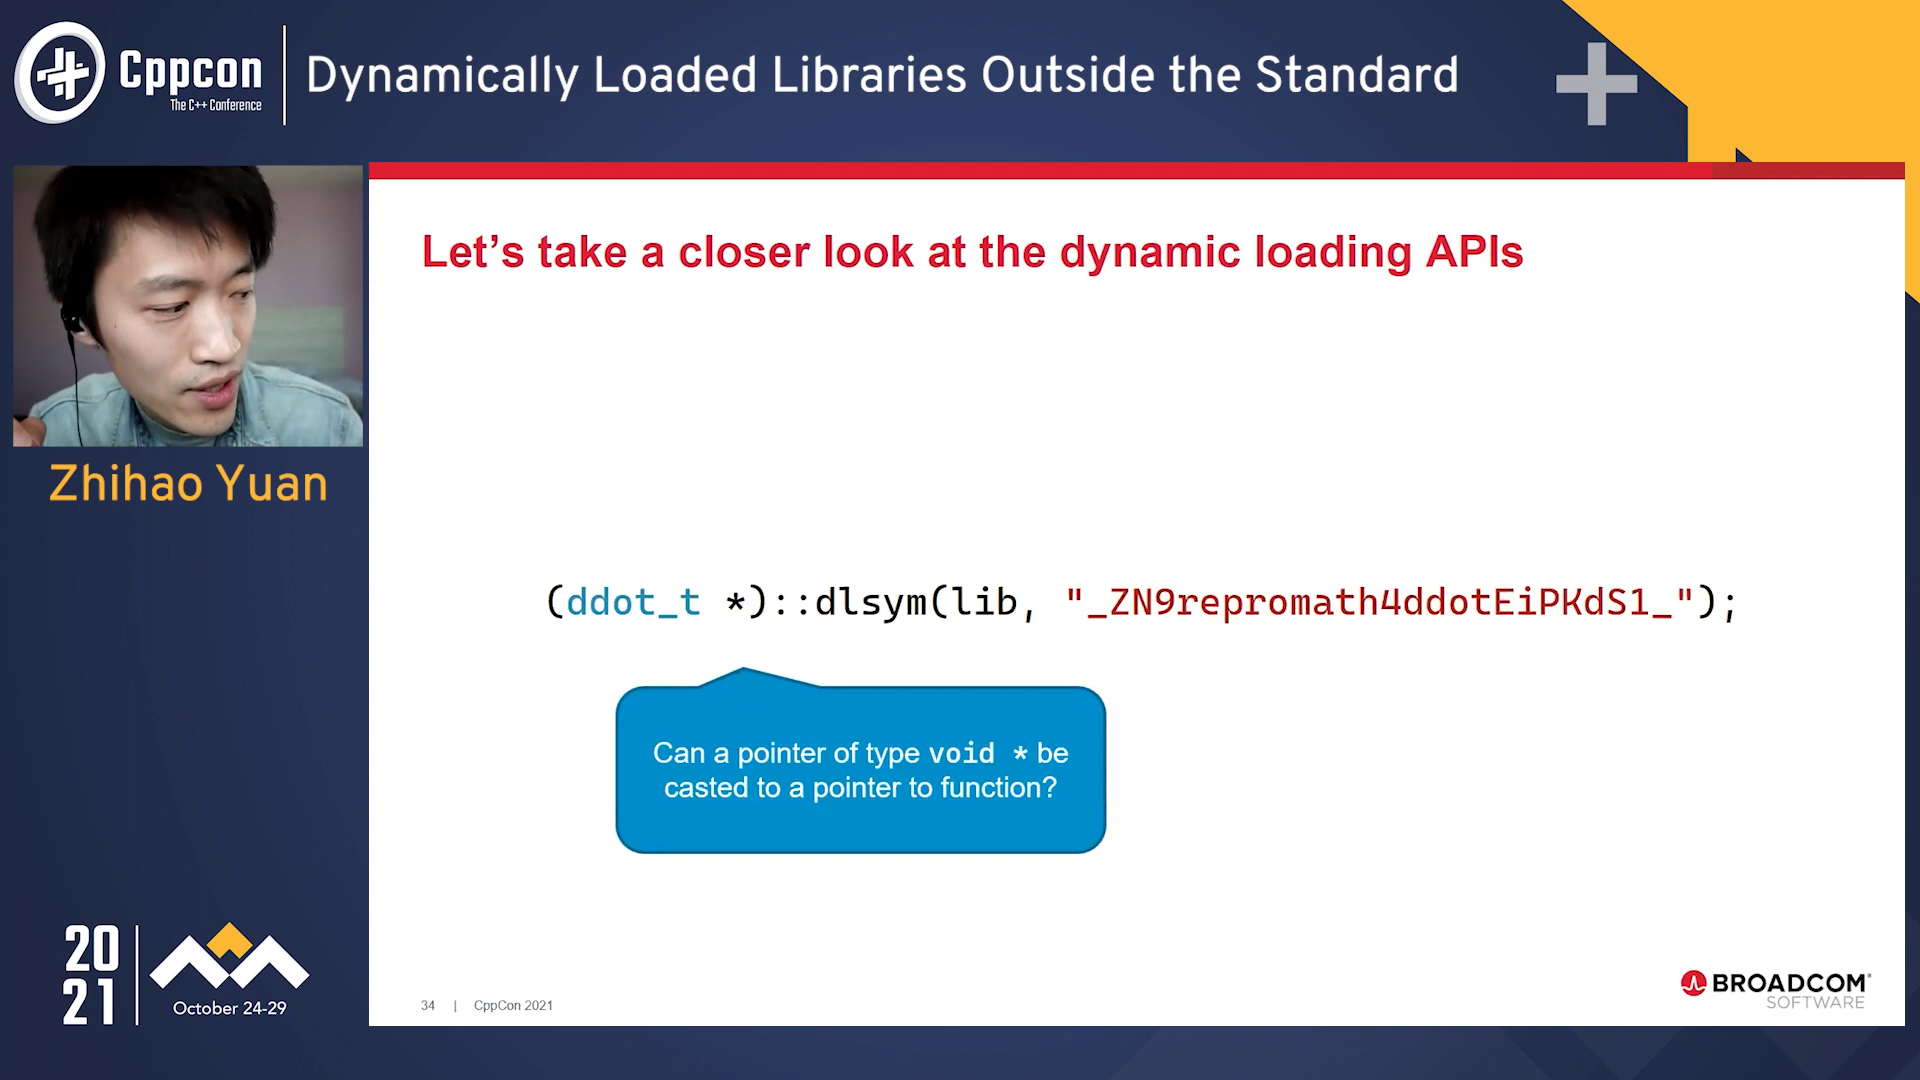 Cppcon
The C++ Conference
Dynamically Loaded Libraries Outside the Standard
Zhihao Yuan
Let’s take a closer look at the dynamic loading APIs
(ddot_t *)::dlsym(lib, "_ZN9repromath4ddotEiPKdS1_");
Can a pointer of type void * be
casted to a pointer to function?
20
21
October 24-29
34 | CppCon 2021
BROADCOM
SOFTWARE